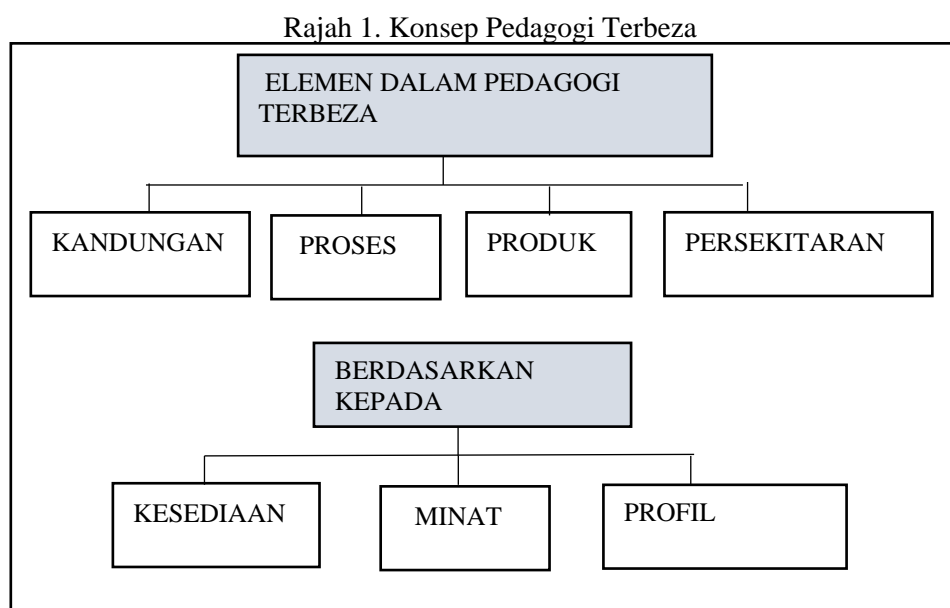 Rajah 1. Konsep Pedagogi Terbeza
ELEMEN DALAM PEDAGOGI
TERBEZA
KANDUNGAN
PROSES
PRODUK
PERSEKITARAN
BERDASARKAN
KEPADA
KESEDIAAN
MINAT
PROFIL